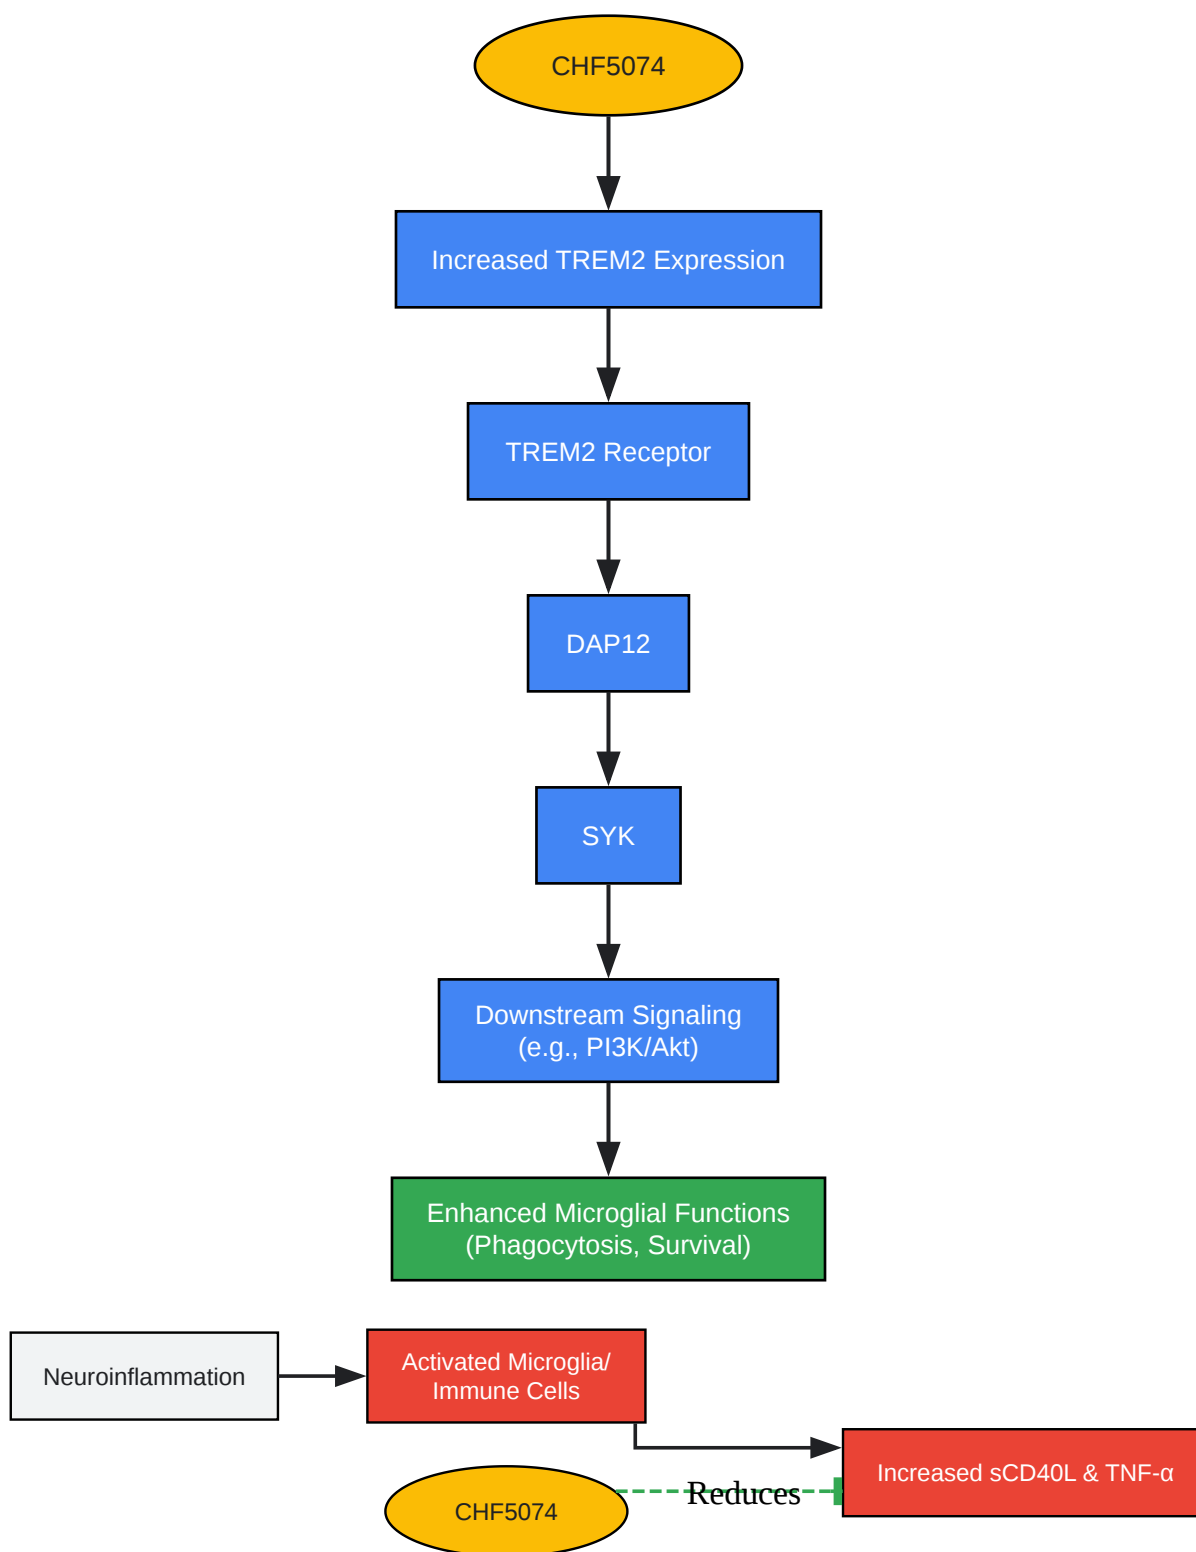 CHF5074
Increased TREM2 Expression
TREM2 Receptor
DAP12
SYK
Downstream Signaling
(e.g., PI3K/Akt)
Enhanced Microglial Functions
(Phagocytosis, Survival)
Neuroinflammation
Activated Microglia/
Immune Cells
Increased sCD40L & TNF-α
Reduces
CHF5074